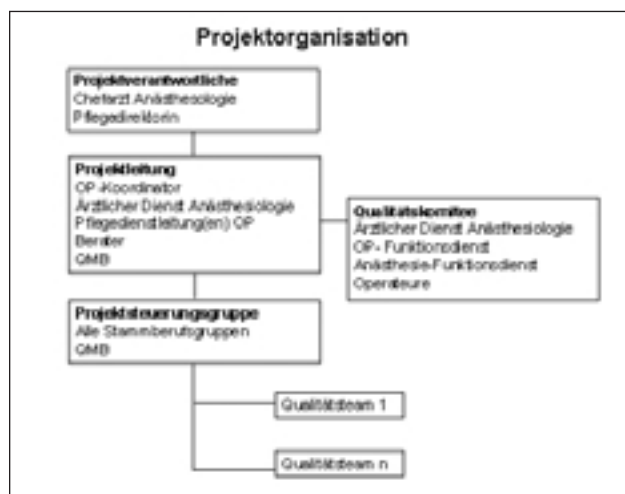 Projektorganisation
Projektverantwortliche
Chefarzt Anästhesologie
Pflegedirektorin
Projektleitung
OP-Koordinator
Ärztlicher Dienst Anästhesiologie
Pflegedienstleitung(en) OP
Berater
QMB
Qualitätskomitee
Ärztlicher Dienst Anästhesiologie
OP- Funktionsdienst
Anästhesie-Funktionsdienst
Operateure
Projektsteuerungsgruppe
Alle Stammberufsgruppen
QMB
Qualitätsteam 1
Qualitätsteam n